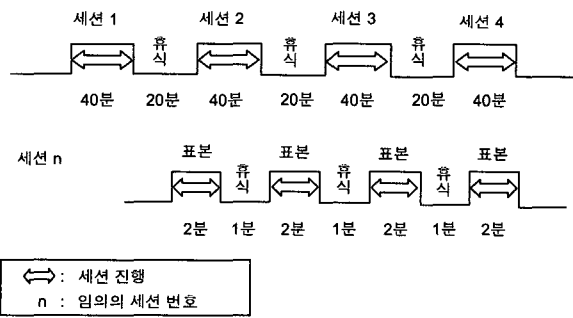 세션 1 세션 2 세션 3 세션 4
휴식 휴식 휴식
40분 20분 40분 20분 40분 20분 40분
세션 n
표본 표본 표본 표본
휴식 휴식 휴식
2분 1분 2분 1분 2분 1분 2분
: 세션 진행
n : 임의의 세션 번호